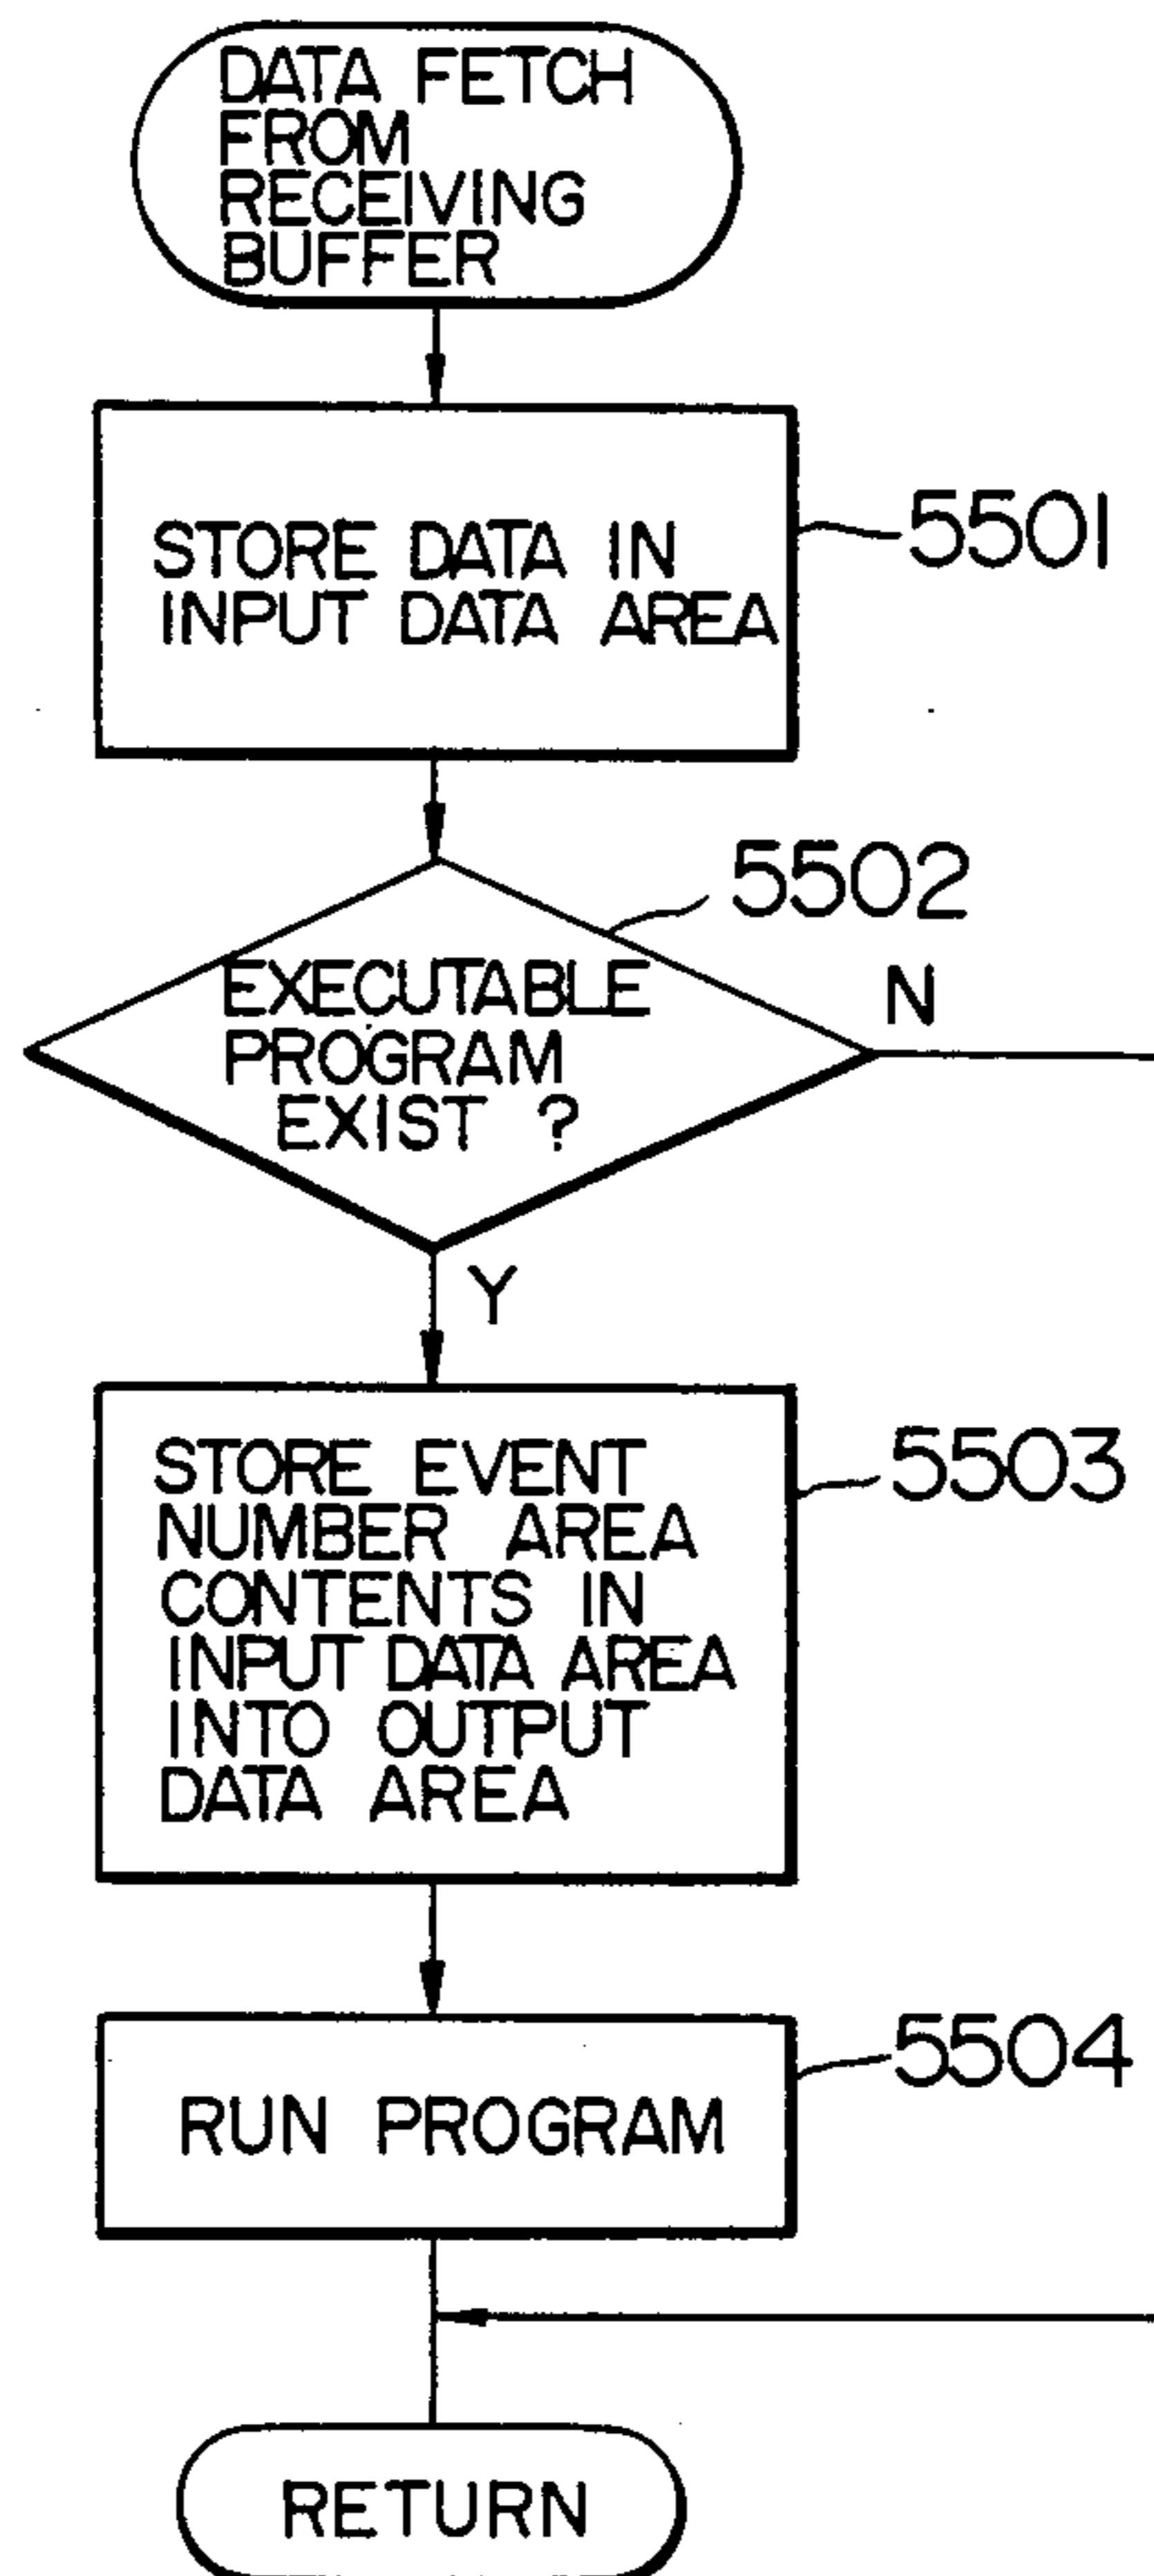 DATA FETCH
FROM
RECEIVING
BUFFER
STORE DATA IN
INPUT DATA AREA
5501
5502
EXECUTABLE
PROGRAM
EXIST ?
N
Y
STORE EVENT
NUMBER AREA
CONTENTS IN
INPUT DATA AREA
INTO OUTPUT
DATA AREA
5503
RUN PROGRAM
5504
RETURN